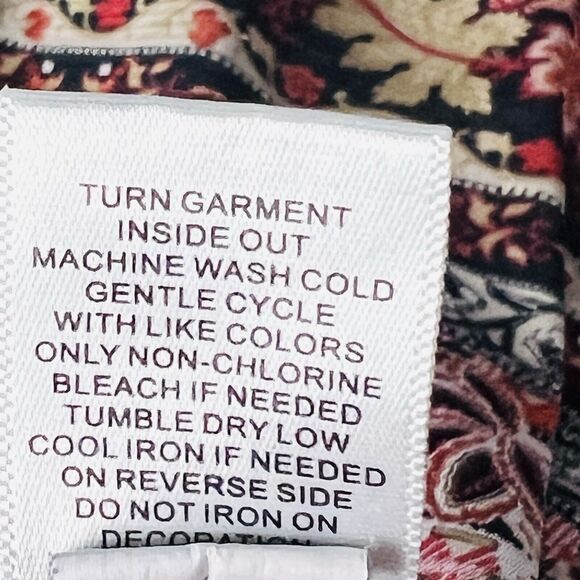 TURN GARMENT
INSIDE OUT
MACHINE WASH COLD
GENTLE CYCLE
WITH LIKE COLORS
ONLY NON-CHLORINE
BLEACH IF NEEDED
TUMBLE DRY LOW
COOL IRON IF NEEDED
ON REVERSE SIDE
DO NOT IRON ON
DECORATION